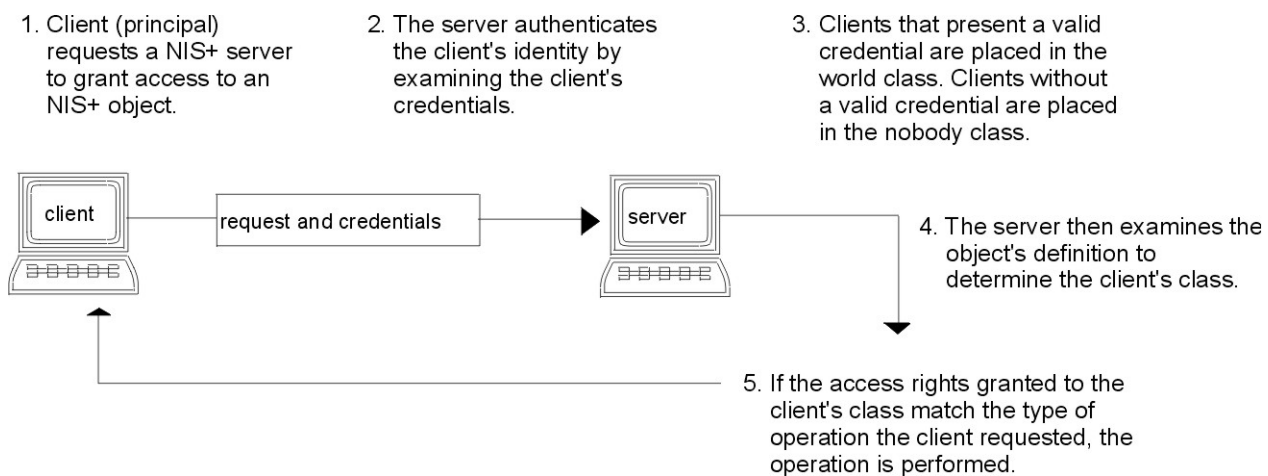 1. Client (principal)
requests a NIS+ server
to grant access to an
NIS+ object.
2. The server authenticates
the client's identity by
examining the client's
credentials.
3. Clients that present a valid
credential are placed in the
world class. Clients without
a valid credential are placed
in the nobody class.
client
request and credentials
server
4. The server then examines the
object's definition to
determine the client's class.
5. If the access rights granted to the
client's class match the type of
operation the client requested, the
operation is performed.